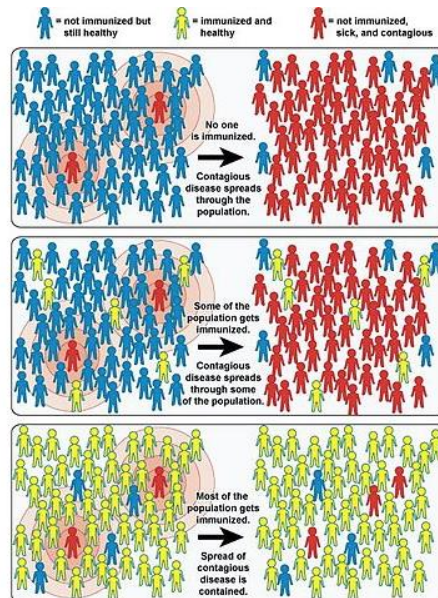 = not immunized but
still healthy
= immunized and
healthy
= not immunized,
sick, and contagious
No one
is immunized.
Contagious
disease spreads
through the
population.
Some of the
population gets
immunized.
Contagious
disease spreads
through some
of the population.
Most of the
population gets
immunized.
Spread of
contagious
disease is
contained.